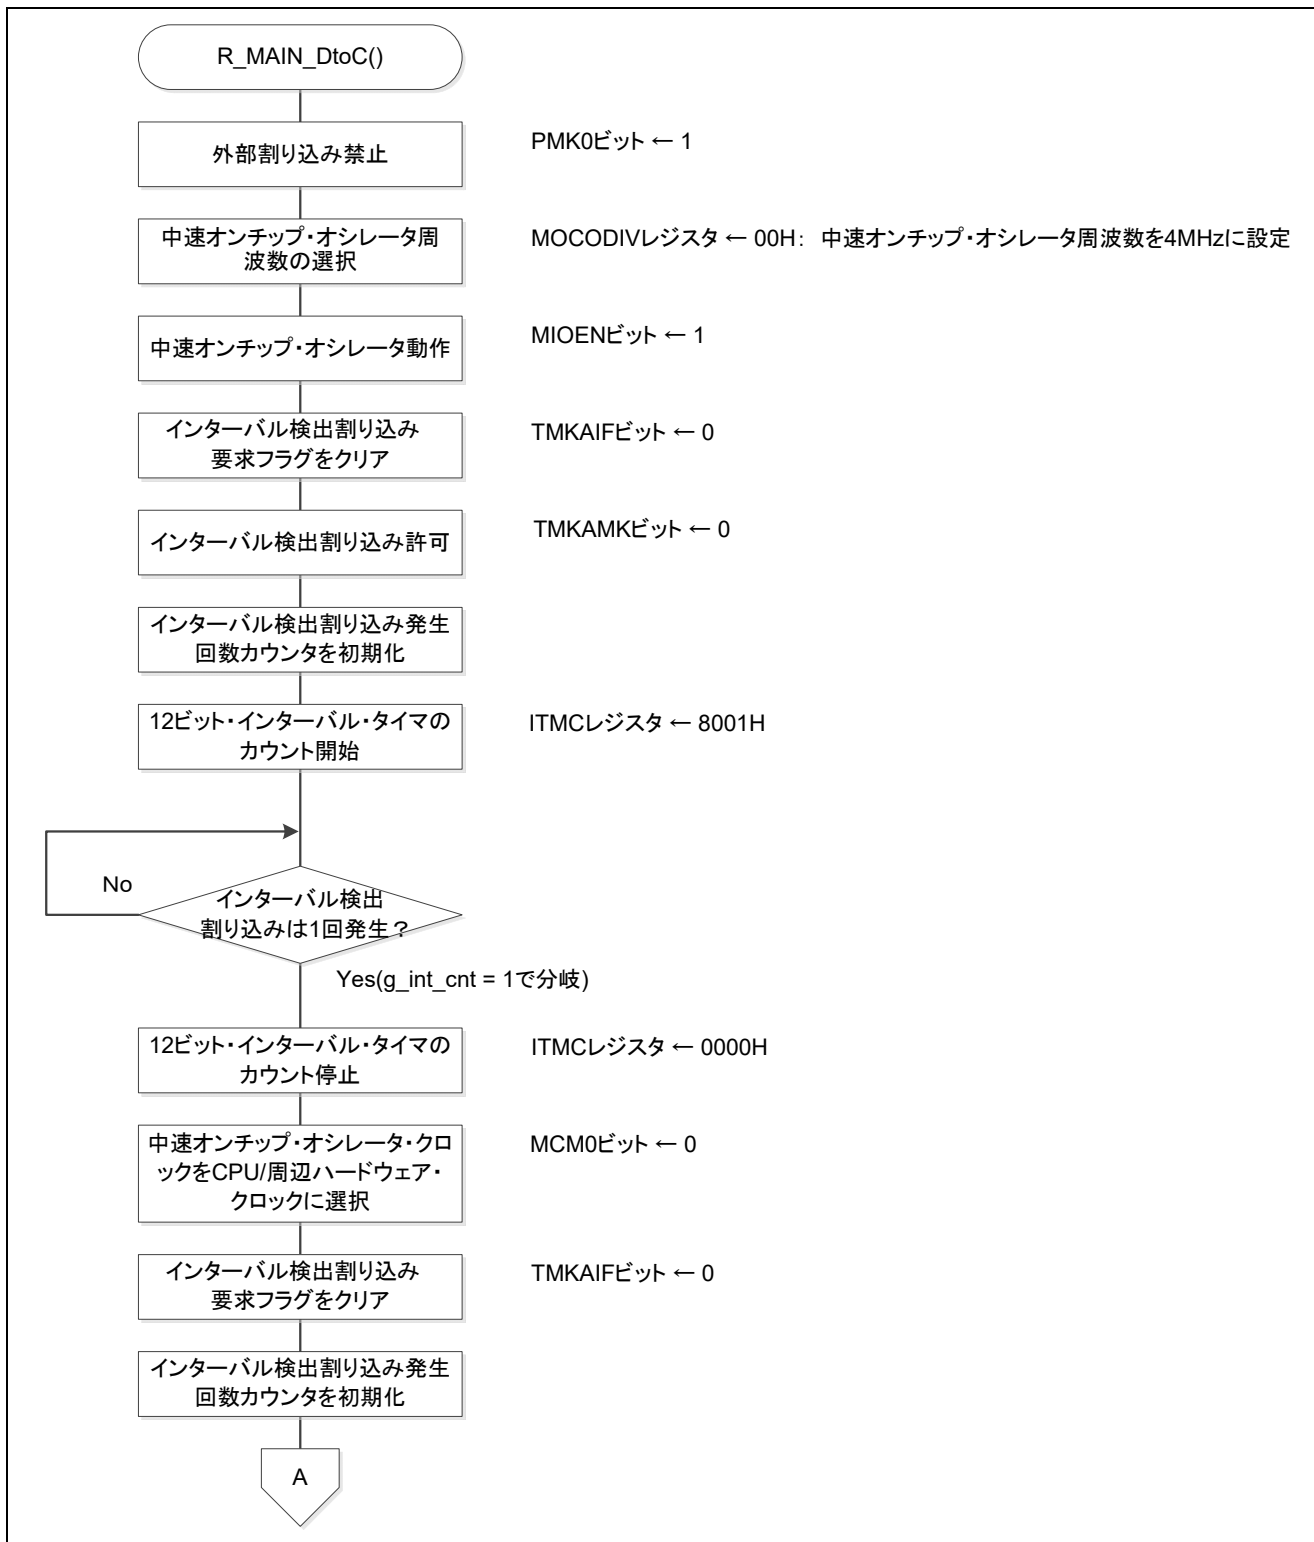 R_MAIN_DtoC()
外部割り込み禁止
PMK0ビット ← 1
中速オンチップ・オシレータ周
波数の選択
MOCODIVレジスタ ← 00H： 中速オンチップ・オシレータ周波数を4MHzに設定
中速オンチップ・オシレータ動作
MIOENビット ← 1
インターバル検出割り込み
要求フラグをクリア
TMKAIFビット ← 0
インターバル検出割り込み許可
TMKAMKビット ← 0
インターバル検出割り込み発生
回数カウンタを初期化
12ビット・インターバル・タイマの
カウント開始
ITMCレジスタ ← 8001H
No
インターバル検出
割り込みは1回発生？
Yes(g_int_cnt = 1で分岐)
12ビット・インターバル・タイマの
カウント停止
ITMCレジスタ ← 0000H
中速オンチップ・オシレータ・クロ
ックをCPU/周辺ハードウェア・
クロックに選択
MCM0ビット ← 0
インターバル検出割り込み
要求フラグをクリア
TMKAIFビット ← 0
インターバル検出割り込み発生
回数カウンタを初期化
A